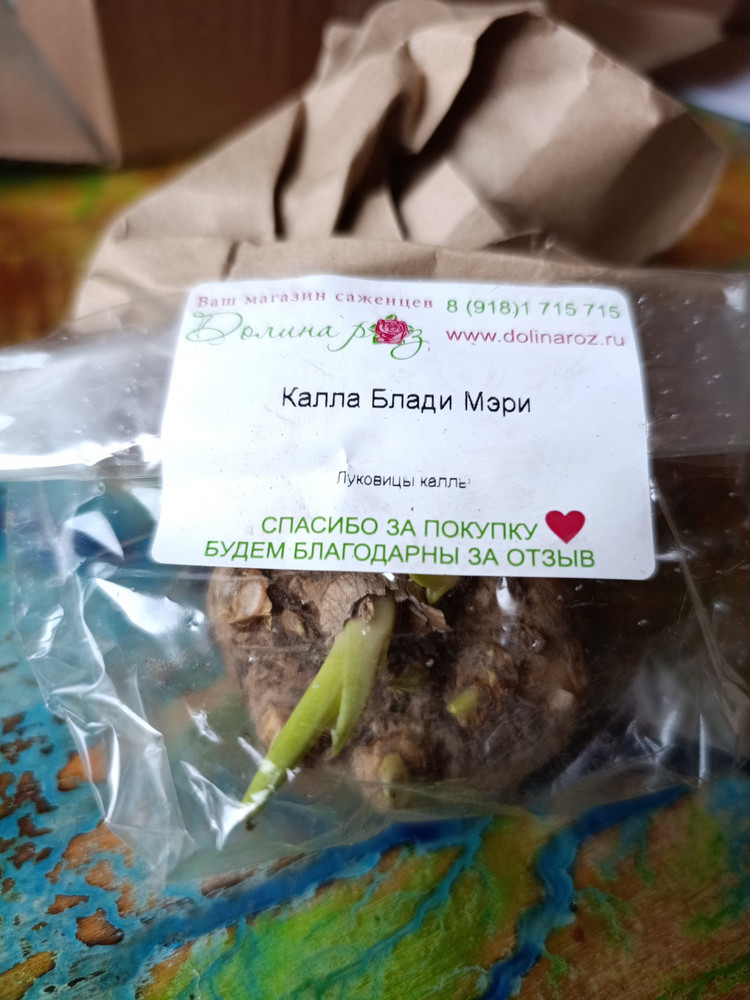 Ваш магазин саженцев 8 (918)1 715 715
Долина роз www.dolinaroz.ru
Калла Блади Мэри
Луковицы каллы
СПАСИБО ЗА ПОКУПКУ
БУДЕМ БЛАГОДАРНЫ ЗА ОТЗЫВ